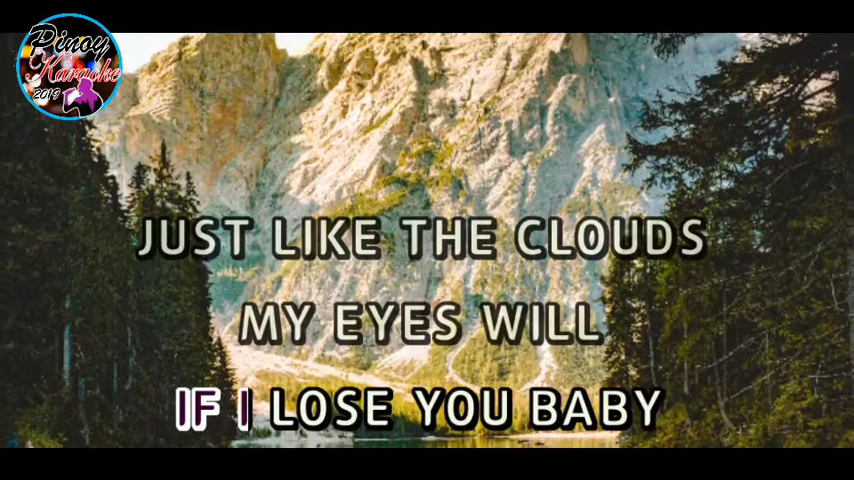 Pinoy
Karaoke
2019
JUST LIKE THE CLOUDS
MY EYES WILL
IF I LOSE YOU BABY